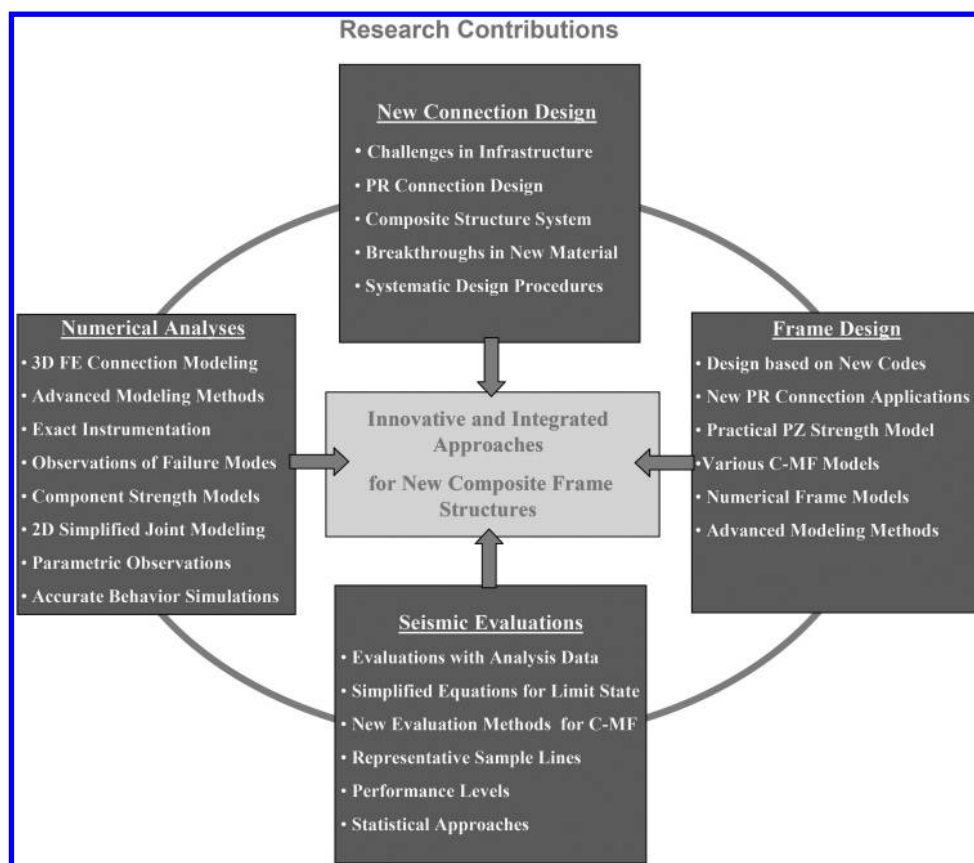 Research Contributions
New Connection Design
• Challenges in Infrastructure
• PR Connection Design
• Composite Structure System
• Breakthroughs in New Material
• Systematic Design Procedures
Numerical Analyses
• 3D FE Connection Modeling
• Advanced Modeling Methods
• Exact Instrumentation
• Observations of Failure Modes
• Component Strength Models
• 2D Simplified Joint Modeling
• Parametric Observations
• Accurate Behavior Simulations
Innovative and Integrated
Approaches
for New Composite Frame
Structures
Frame Design
• Design based on New Codes
• New PR Connection Applications
• Practical PZ Strength Model
•Various C-MF Models
• Numerical Frame Models
• Advanced Modeling Methods
Seismic Evaluations
• Evaluations with Analysis Data
• Simplified Equations for Limit State
• New Evaluation Methods for C-MF
• Representative Sample Lines
• Performance Levels
• Statistical Approaches